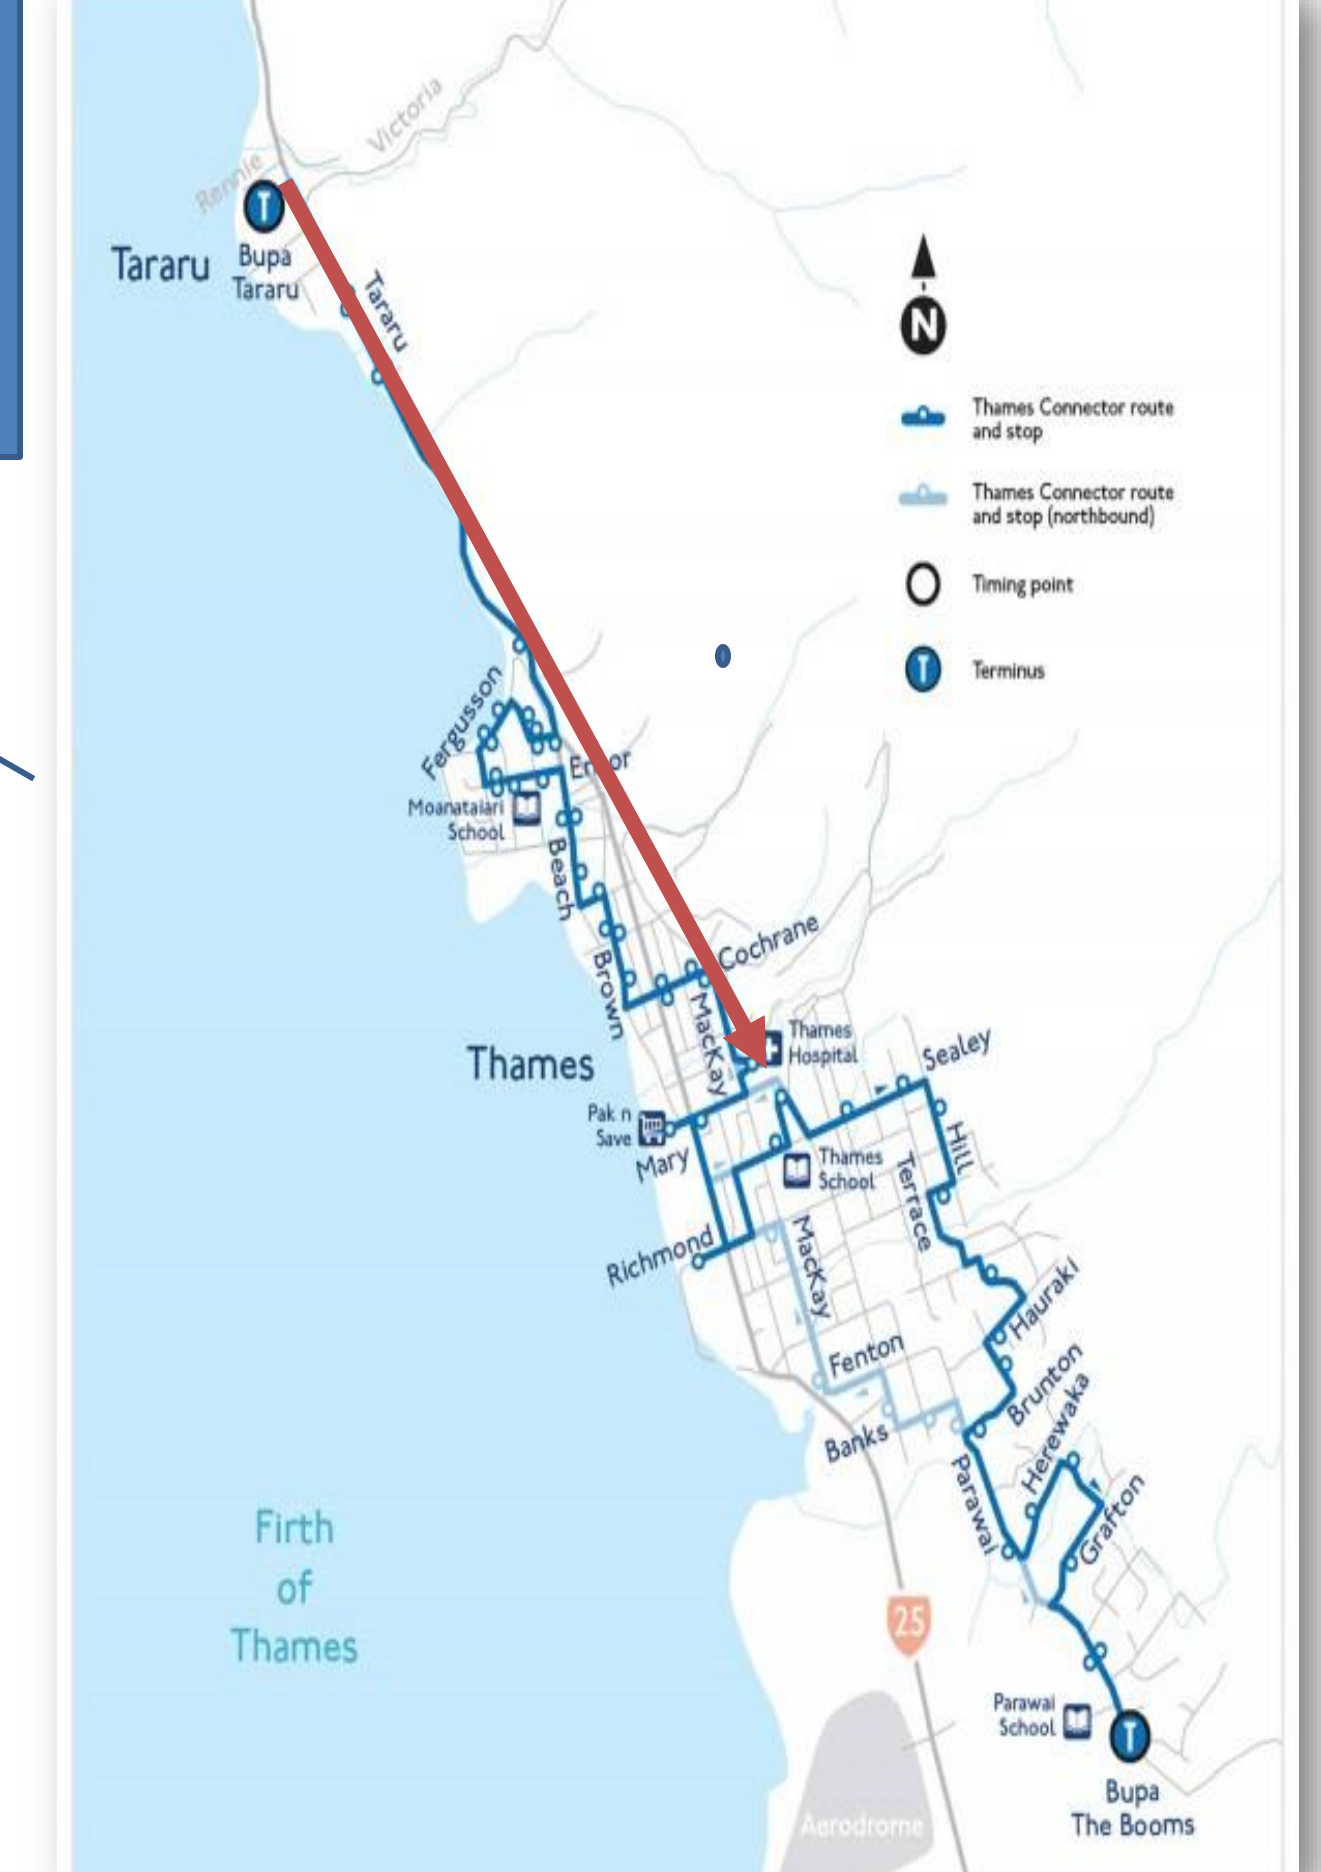 Victoria
Rennie
T
Tararu
Bupa
Tararu
Tararu
N
Thames Connector route
and stop
Thames Connector route
and stop (northbound)
Timing point
T
Terminus
Fergusson
Moanataiari
School
Beach
Brown
Cochrane
MacKay
Thames
Hospital
Thames
Sealey
Pak n
Save
Mary
Thames
School
Hill
Terrace
Richmond
MacKay
Hauraki
Fenton
Brunton
Herewaka
Banks
Parawai
Grafton
Firth
of
Thames
25
Parawai
School
T
Bupa
The Booms
Aerodrome